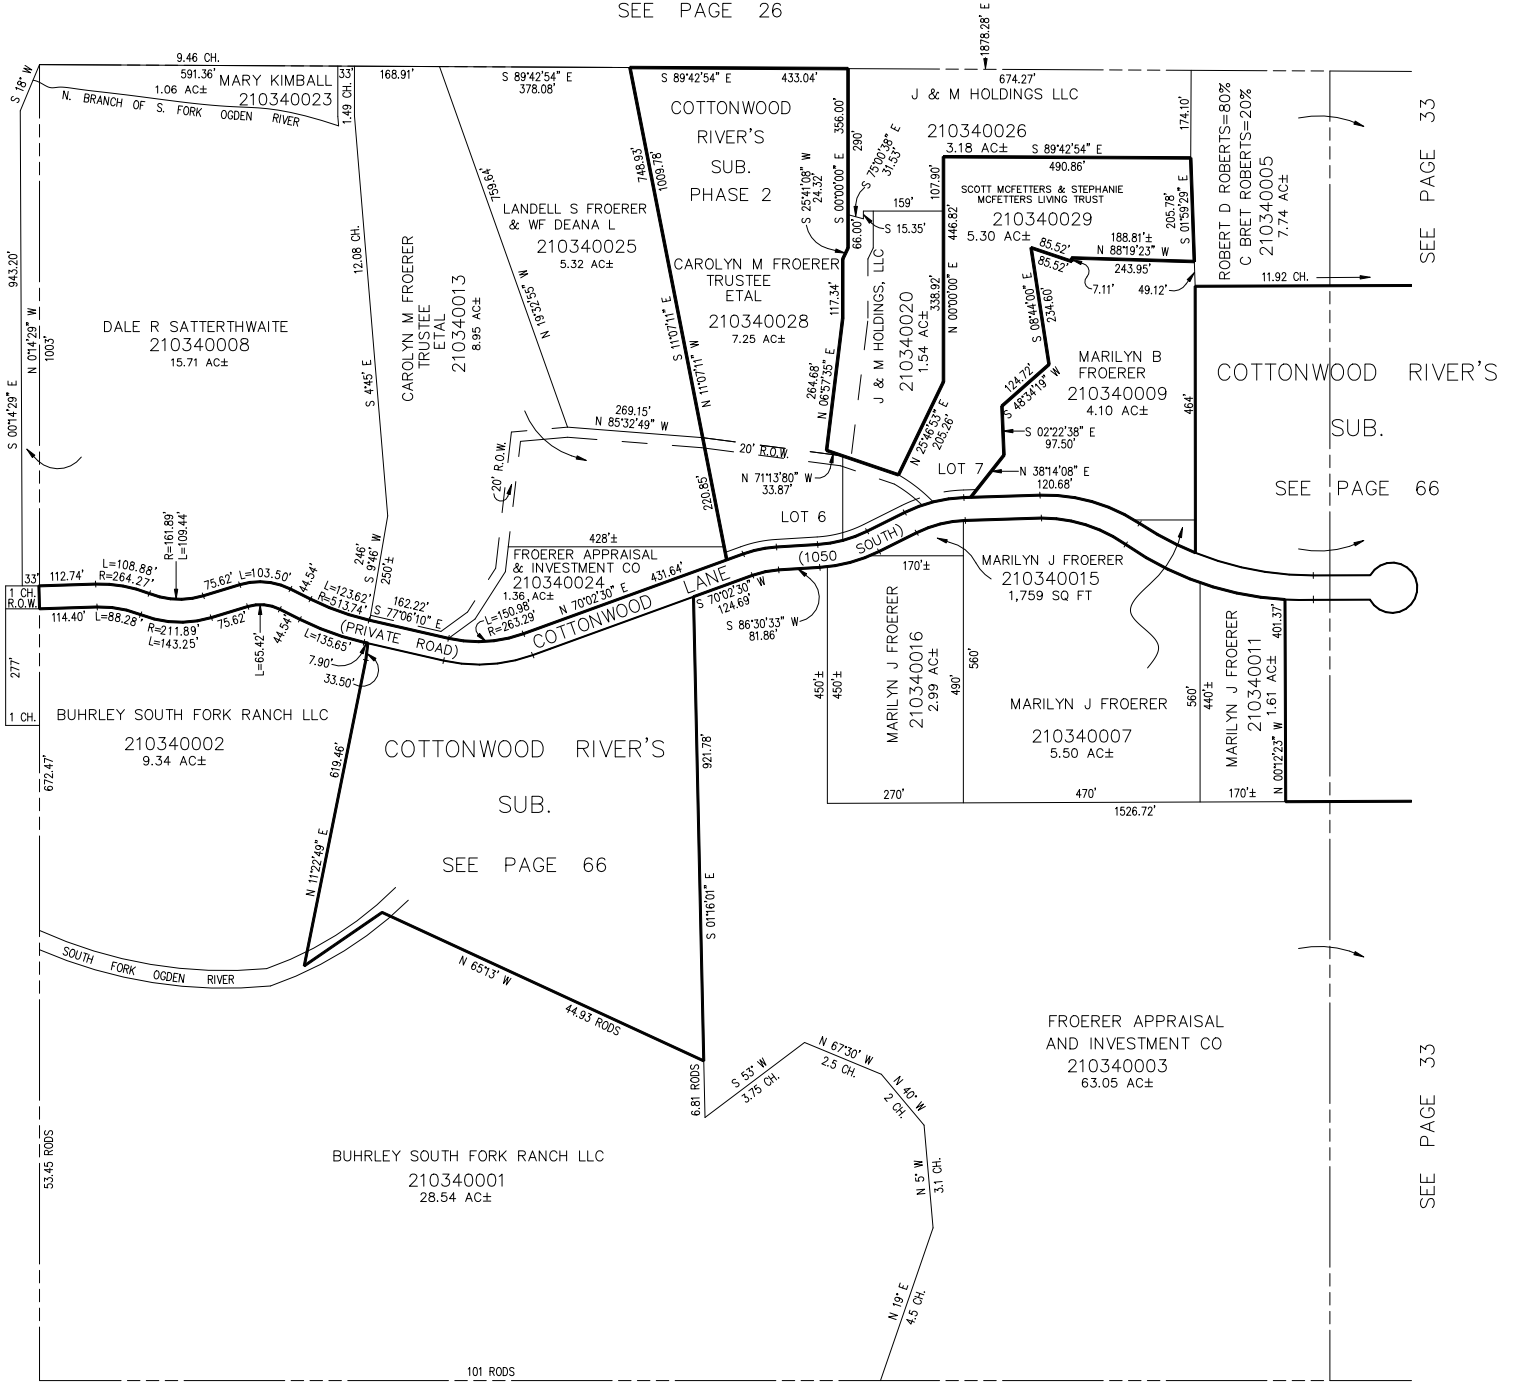 SEE PAGE 26
1878.28' E
9.46 CH.
591.36'
1.06 AC±
MARY KIMBALL
210340023
33'
1.49 CH.
168.91'
S 18° W
N. BRANCH OF S. FORK OGDEN RIVER
S 89°42'54" E
378.08'
S 89°42'54" E
433.04'
674.27'
J & M HOLDINGS LLC
210340026
3.18 AC±
S 89°42'54" E
490.86'
174.10'
ROBERT D ROBERTS=80%
C BRET ROBERTS=20%
210340005
7.74 AC±
SEE PAGE 33
COTTONWOOD
RIVER'S
SUB.
PHASE 2
356.00'
290'
S 00°00'00" E
S 25°41'08" W
24.32'
S 75°00'38" E
31.53'
159'
66.00'
S 15.35'
107.90'
446.82'
SCOTT MCFETTERS & STEPHANIE
MCFETTERS LIVING TRUST
210340029
5.30 AC±
188.81'±
N 88°19'23" W
243.95'
205.78'
S 01°59'29" E
85.52'
85.52'
7.11'
49.12'
11.92 CH.
748.93'
1009.78'
759.64'
LANDELL S FROERER
& WF DEANA L
210340025
5.32 AC±
CAROLYN M FROERER
TRUSTEE
ETAL
210340028
7.25 AC±
CAROLYN M FROERER
TRUSTEE
ETAL
210340013
8.95 AC±
12.08 CH.
S 4°45' E
N 19°32'55" W
S 11°07'11" E
N 11°07'11" W
943.20'
N 0°14'29" W
1003'
S 00°14'29" E
DALE R SATTERTHWAITE
210340008
15.71 AC±
117.34'
264.68'
N 06°57'35" E
J & M HOLDINGS, LLC
210340020
1.54 AC±
338.92'
N 00°00'00" E
N 25°46'53" E
205.26'
S 08°44'00" E
234.60'
124.72'
S 48°34'19" W
MARILYN B
FROERER
210340009
4.10 AC±
464'
S 02°22'38" E
97.50'
N 38°14'08" E
120.68'
COTTONWOOD RIVER'S
SUB.
SEE PAGE 66
269.15'
N 85°32'49" W
20' R.O.W.
20' R.O.W.
N 71°13'80" W
33.87'
LOT 7
LOT 6
220.85'
428'±
FROERER APPRAISAL
& INVESTMENT CO
210340024
1.36 AC±
L=150.98'
R=263.29'
N 70°02'30" E
431.64'
COTTONWOOD LANE
(1050 SOUTH)
S 70°02'30" W
124.69'
S 86°30'33" W
81.86'
246'
S 9°46' W
250'±
162.22'
S 77°06'10" E
(PRIVATE ROAD)
33'
1 CH.
R.O.W.
112.74'
L=108.88'
R=264.27'
R=161.89'
L=109.44'
75.62'
L=103.50'
44.54'
L=123.62'
R=513.74'
114.40'
L=88.28'
R=211.89'
L=143.25'
75.62'
L=65.42'
44.54'
L=135.65'
7.90'
33.50'
277'
1 CH.
672.47'
BUHRLEY SOUTH FORK RANCH LLC
210340002
9.34 AC±
619.46'
N 11°22'49" E
COTTONWOOD RIVER'S
SUB.
SEE PAGE 66
921.78'
S 01°16'01" E
170'±
MARILYN J FROERER
210340016
2.99 AC±
450'±
450'±
490'
560'
270'
MARILYN J FROERER
210340015
1,759 SQ FT
MARILYN J FROERER
210340007
5.50 AC±
560'
440'±
470'
1526.72'
MARILYN J FROERER
210340011
1.61 AC±
401.37'
N 00°12'23" W
170'±
SOUTH FORK OGDEN RIVER
N 65°13' W
44.93 RODS
6.81 RODS
S 53° W
3.75 CH.
N 67°30' W
2.5 CH.
N 40° W
2 CH.
N 5° W
3.1 CH.
N 19° E
4.5 CH.
FROERER APPRAISAL
AND INVESTMENT CO
210340003
63.05 AC±
SEE PAGE 33
53.45 RODS
BUHRLEY SOUTH FORK RANCH LLC
210340001
28.54 AC±
101 RODS